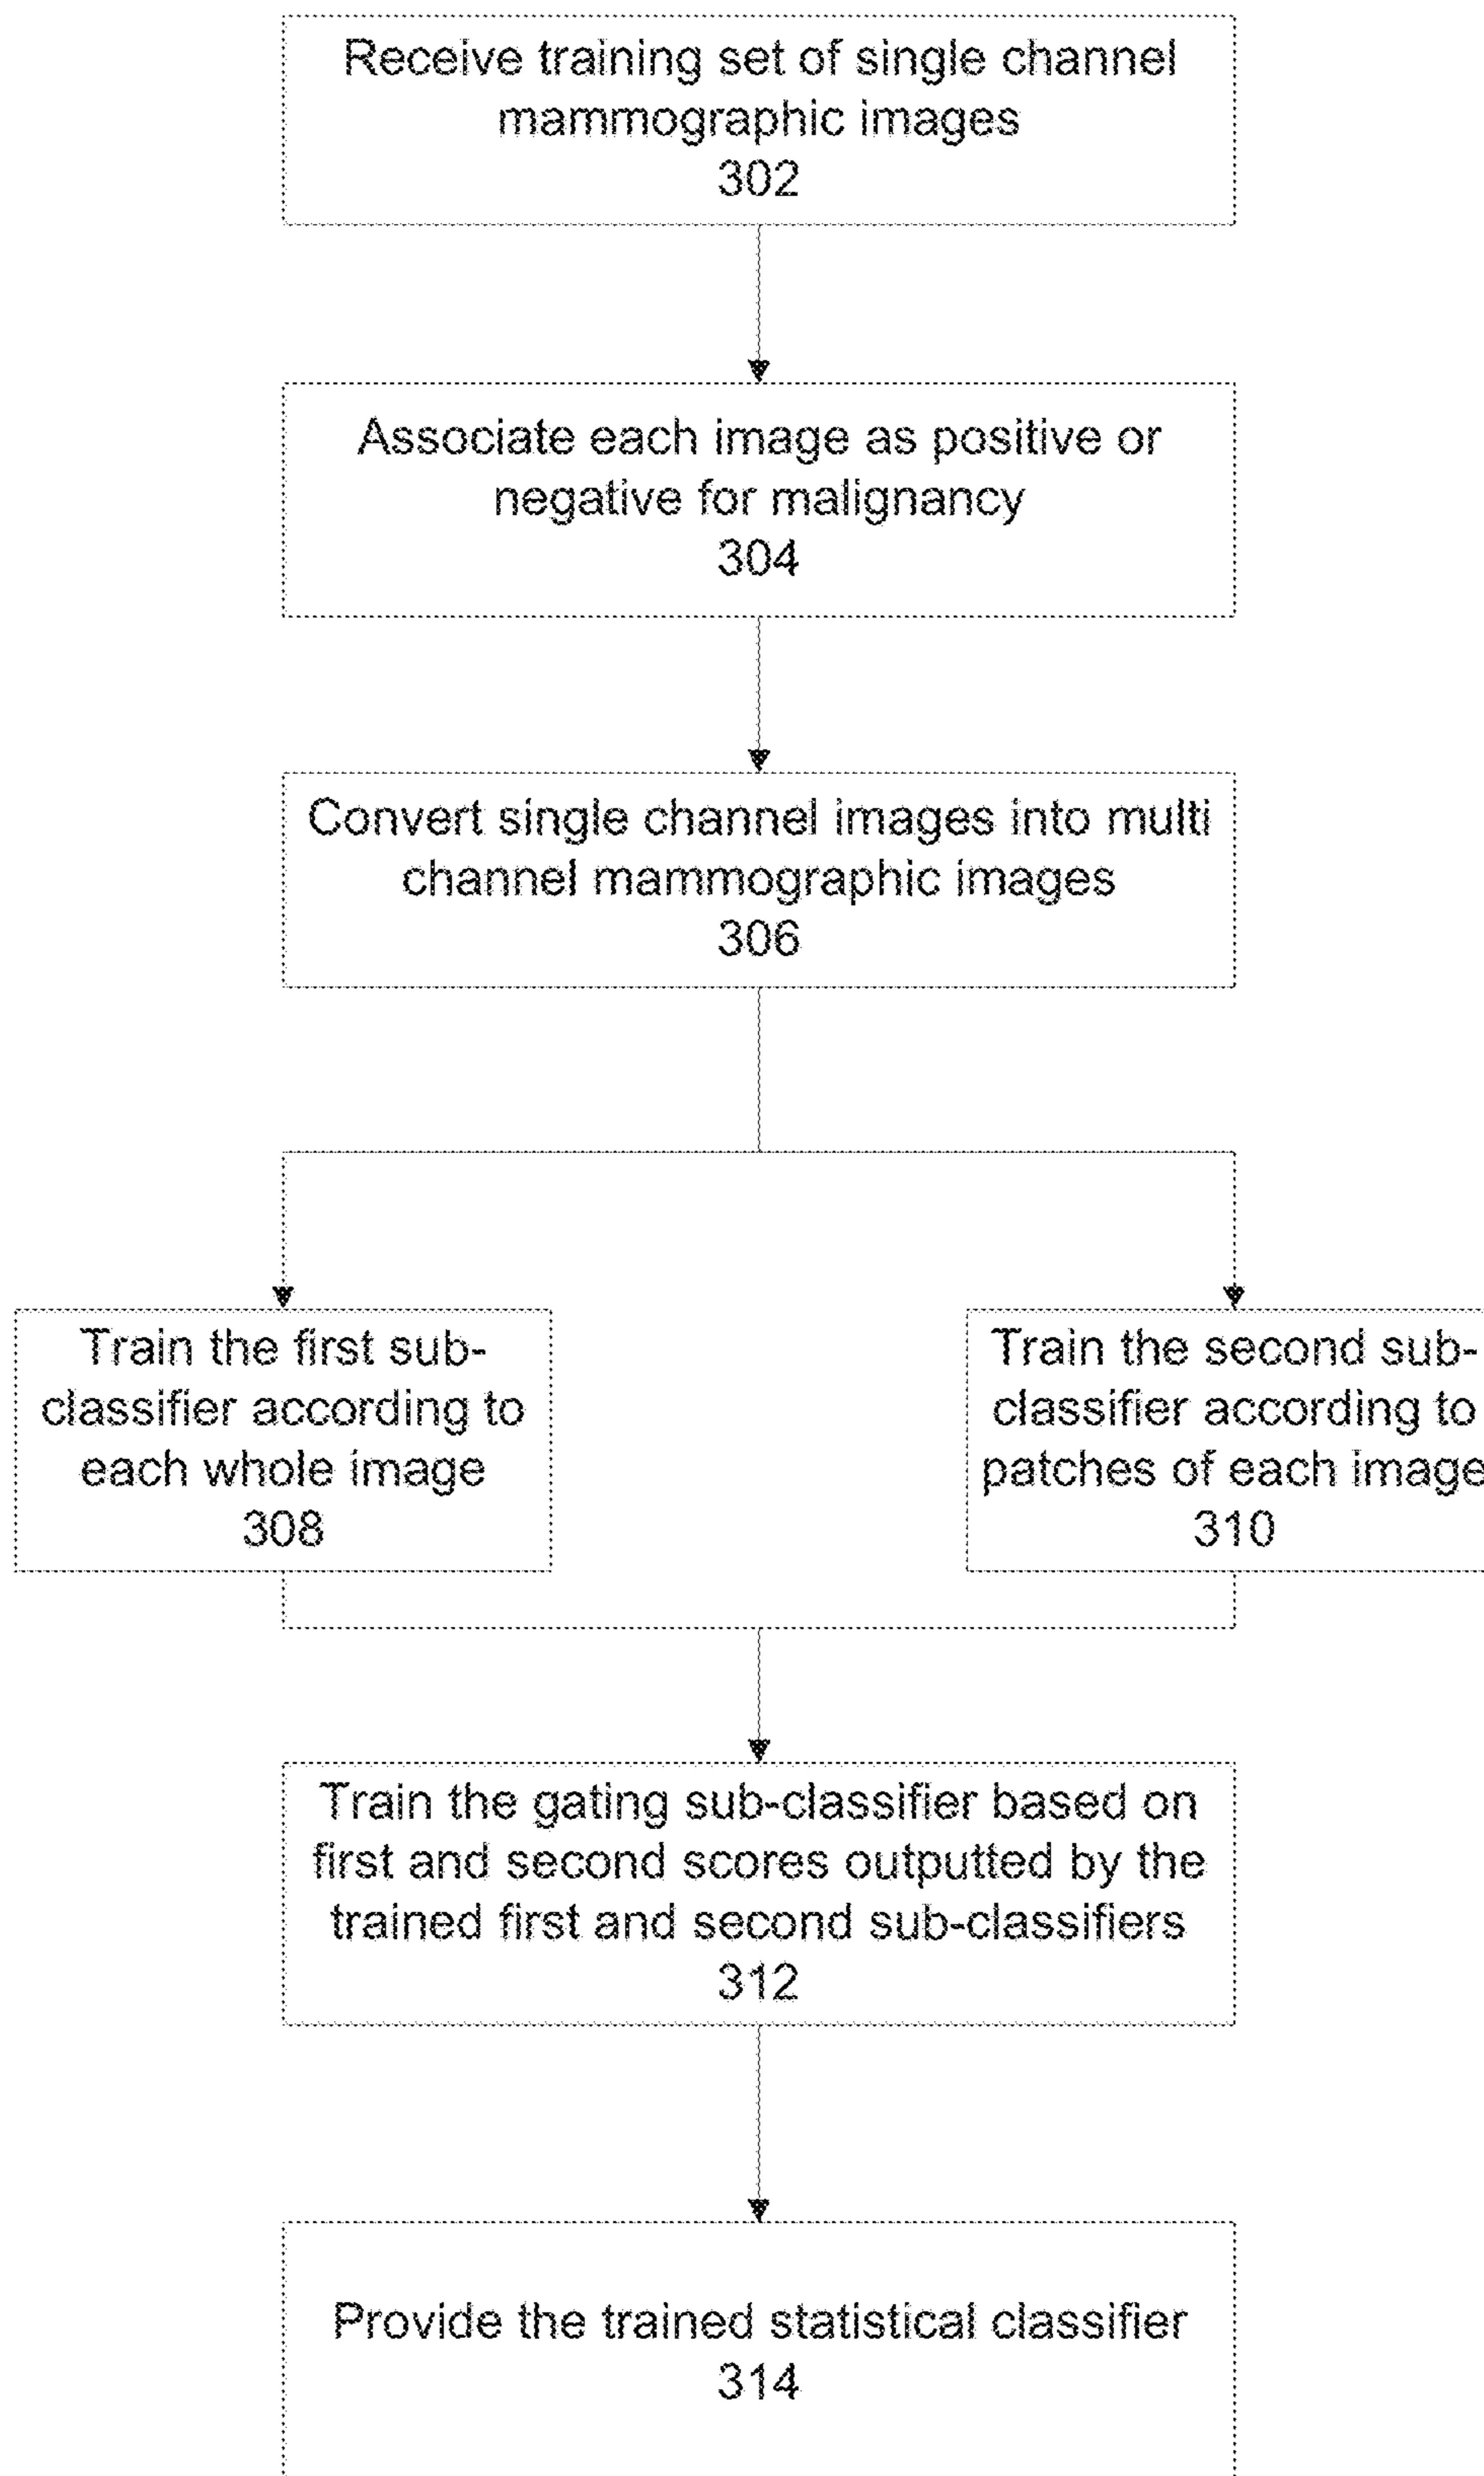 Receive training set of single channel
mammographic images
302
Associate each image as positive or
negative for malignancy
304
Convert single channel images into multi
channel mammographic images
306
Train the first sub-
classifier according to
each whole image
308
Train the second sub-
classifier according to
patches of each image
310
Train the gating sub-classifier based on
first and second scores outputted by the
trained first and second sub-classifiers
312
Provide the trained statistical classifier
314